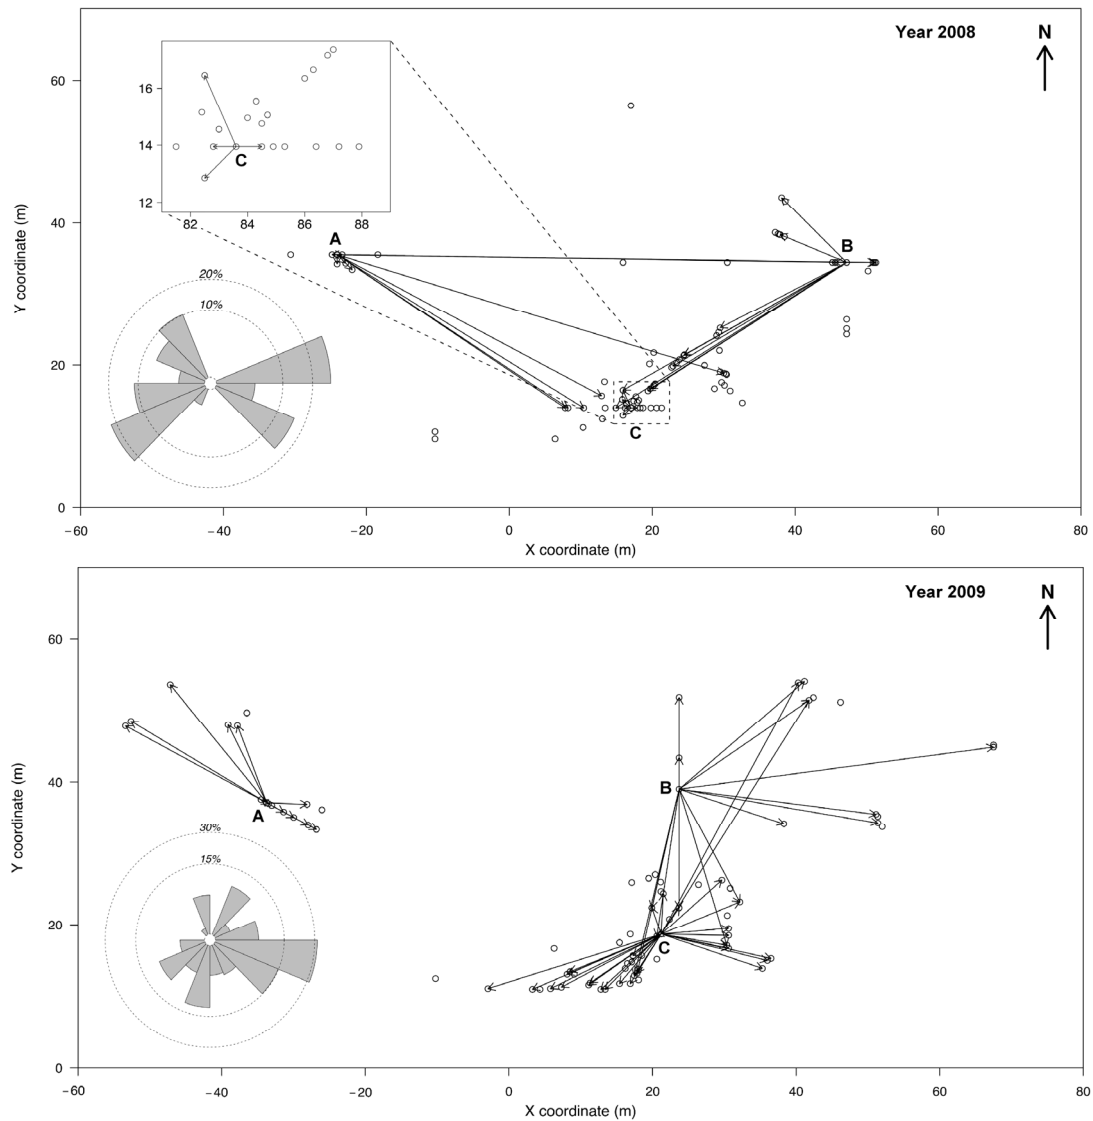 Year 2008
N
60
40
20
0
Y coordinate (m)
16
14
12
C
82 84 86 88
A
B
C
20%
10%
−60 −40 −20 0 20 40 60 80
X coordinate (m)
Year 2009
N
60
40
20
0
Y coordinate (m)
A
B
C
30%
15%
−60 −40 −20 0 20 40 60 80
X coordinate (m)